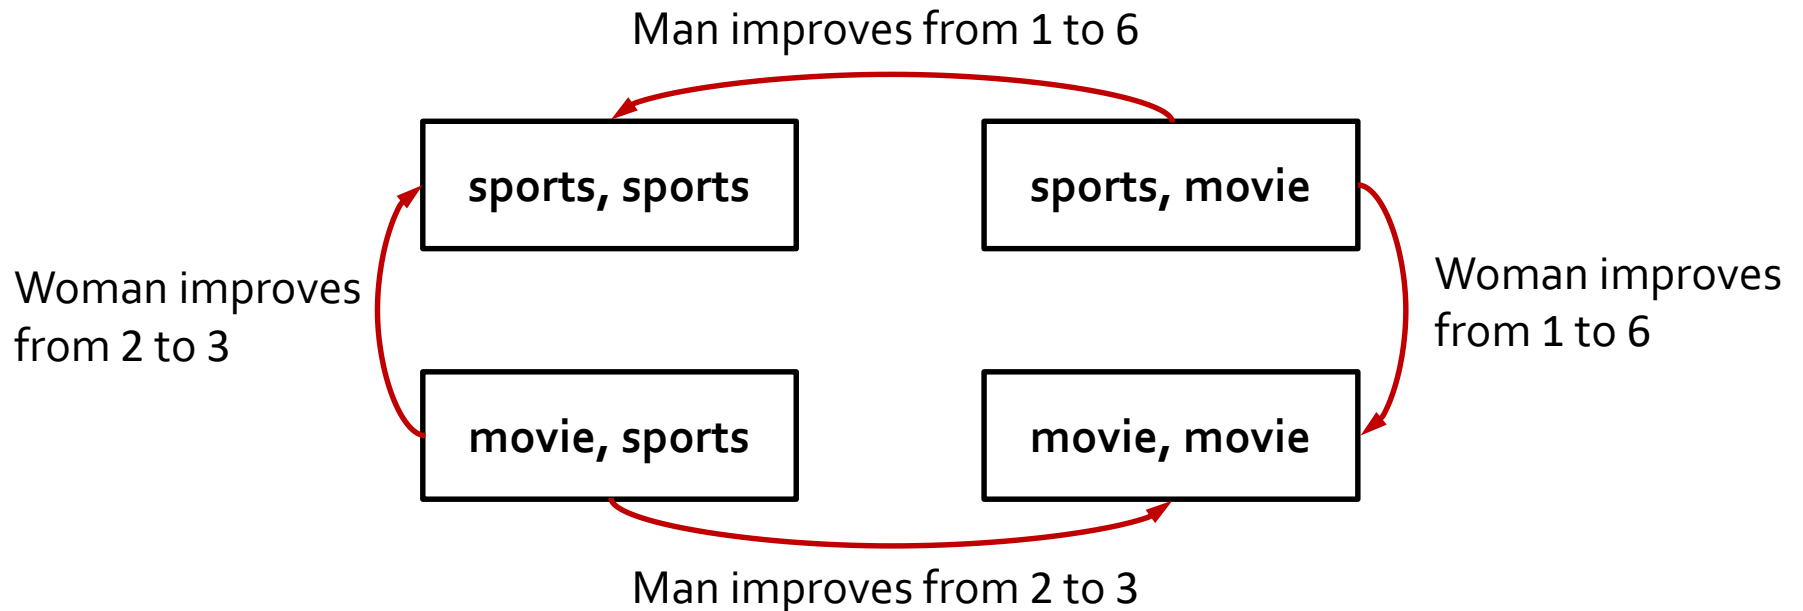 Man improves from 1 to 6
sports, sports
sports, movie
Woman improves
from 2 to 3
Woman improves
from 1 to 6
movie, sports
movie, movie
Man improves from 2 to 3